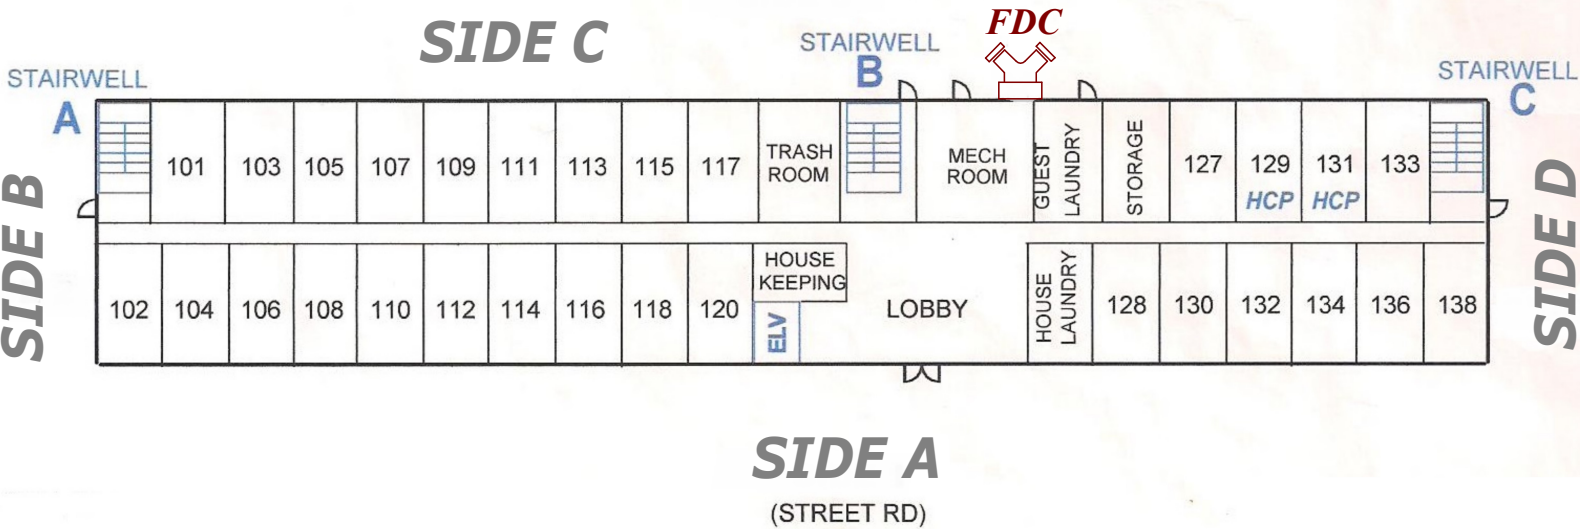 FDC
SIDE C
STAIRWELL
B
STAIRWELL
A
STAIRWELL
C
SIDE B
101
103
105
107
109
111
113
115
117
TRASH
ROOM
MECH
ROOM
GUEST
LAUNDRY
STORAGE
127
129
HCP
131
HCP
133
SIDE D
102
104
106
108
110
112
114
116
118
120
HOUSE
KEEPING
ELV
LOBBY
HOUSE
LAUNDRY
128
130
132
134
136
138
SIDE A
(STREET RD)